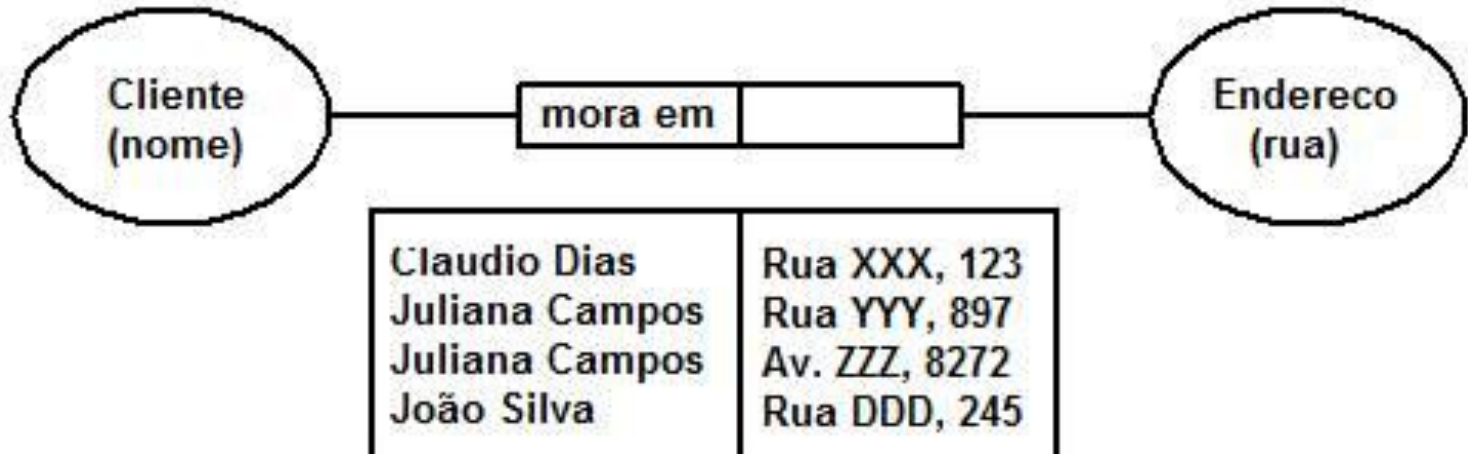 Cliente
(nome)
mora em
Endereco
(rua)
Claudio Dias Rua XXX, 123
Juliana Campos Rua YYY, 897
Juliana Campos Av. ZZZ, 8272
João Silva Rua DDD, 245